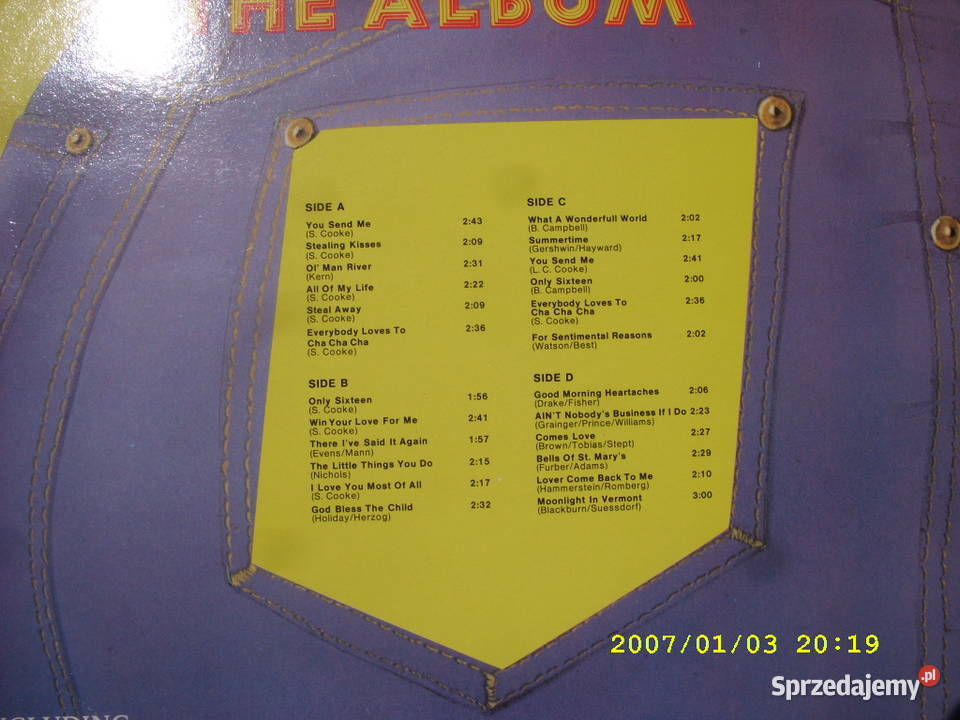 THE ALBUM
SIDE A
You Send Me 2:43
(S. Cooke)
Stealing Kisses 2:09
(S. Cooke)
Ol' Man River 2:31
(Kern)
All Of My Life 2:22
(S. Cooke)
Steal Away 2:09
(S. Cooke)
Everybody Loves To 2:36
Cha Cha Cha
(S. Cooke)
SIDE B
Only Sixteen 1:56
(S. Cooke)
Win Your Love For Me 2:41
(S. Cooke)
There I've Said It Again 1:57
(Evens/Mann)
The Little Things You Do 2:15
(Nichols)
I Love You Most Of All 2:17
(S. Cooke)
God Bless The Child 2:32
(Holiday/Herzog)
SIDE C
What A Wonderfull World 2:02
(B. Campbell)
Summertime 2:17
(Gershwin/Hayward)
You Send Me 2:41
(L. C. Cooke)
Only Sixteen 2:00
(B. Campbell)
Everybody Loves To 2:36
Cha Cha Cha
(S. Cooke)
For Sentimental Reasons 2:02
(Watson/Best)
SIDE D
Good Morning Heartaches 2:06
(Drake/Fisher)
AIN'T Nobody's Business If I Do 2:23
(Grainger/Prince/Williams)
Comes Love 2:27
(Brown/Tobias/Stept)
Bells Of St. Mary's 2:29
(Furber/Adams)
Lover Come Back To Me 2:10
(Hammerstein/Romberg)
Moonlight In Vermont 3:00
(Blackburn/Suessdorf)
2007/01/03 20:19
Sprzedajemy.pl